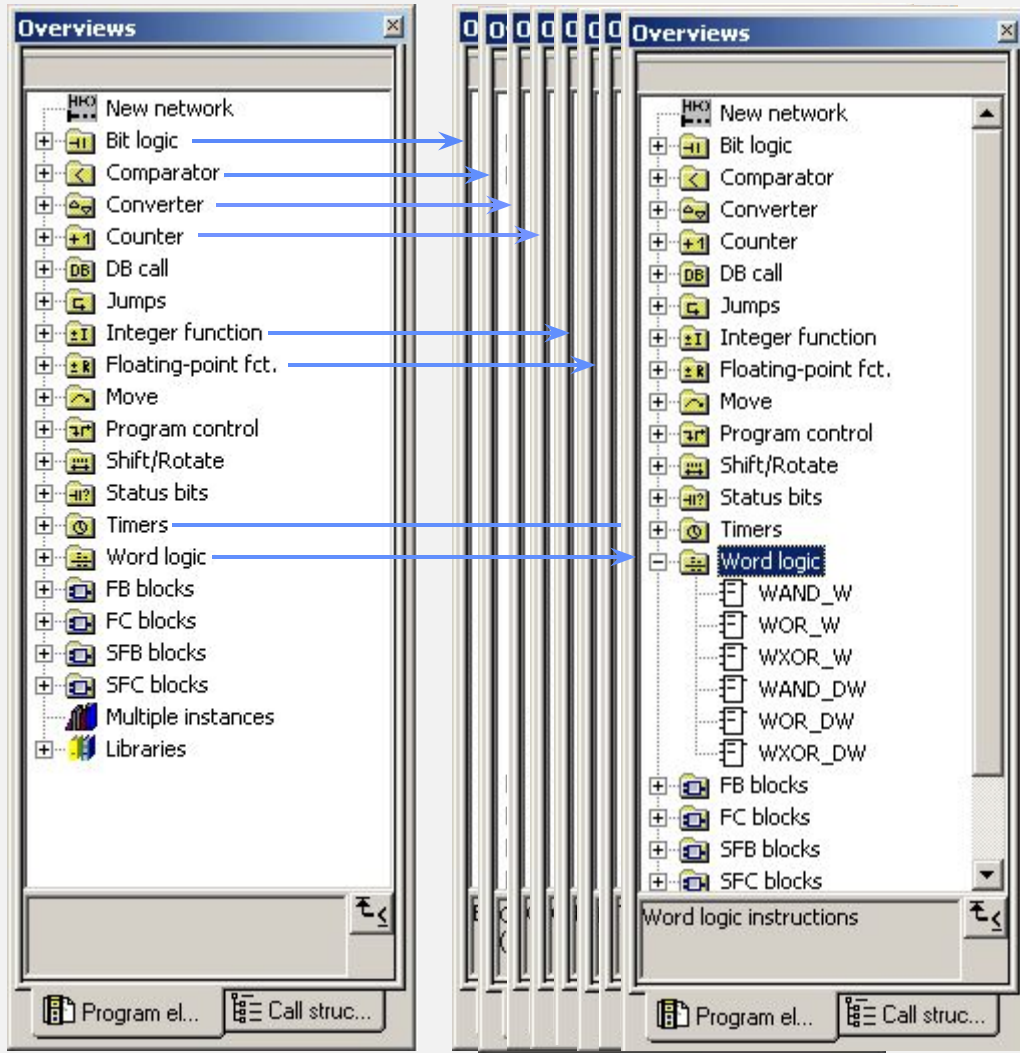 Overviews
New network
Bit logic
Comparator
Converter
Counter
DB call
Jumps
Integer function
Floating-point fct.
Move
Program control
Shift/Rotate
Status bits
Timers
Word logic
FB blocks
FC blocks
SFB blocks
SFC blocks
Multiple instances
Libraries
Program el...
Call struc...
Overviews
New network
Bit logic
Comparator
Converter
Counter
DB call
Jumps
Integer function
Floating-point fct.
Move
Program control
Shift/Rotate
Status bits
Timers
Word logic
WAND_W
WOR_W
WXOR_W
WAND_DW
WOR_DW
WXOR_DW
FB blocks
FC blocks
SFB blocks
SFC blocks
Word logic instructions
Program el...
Call struc...